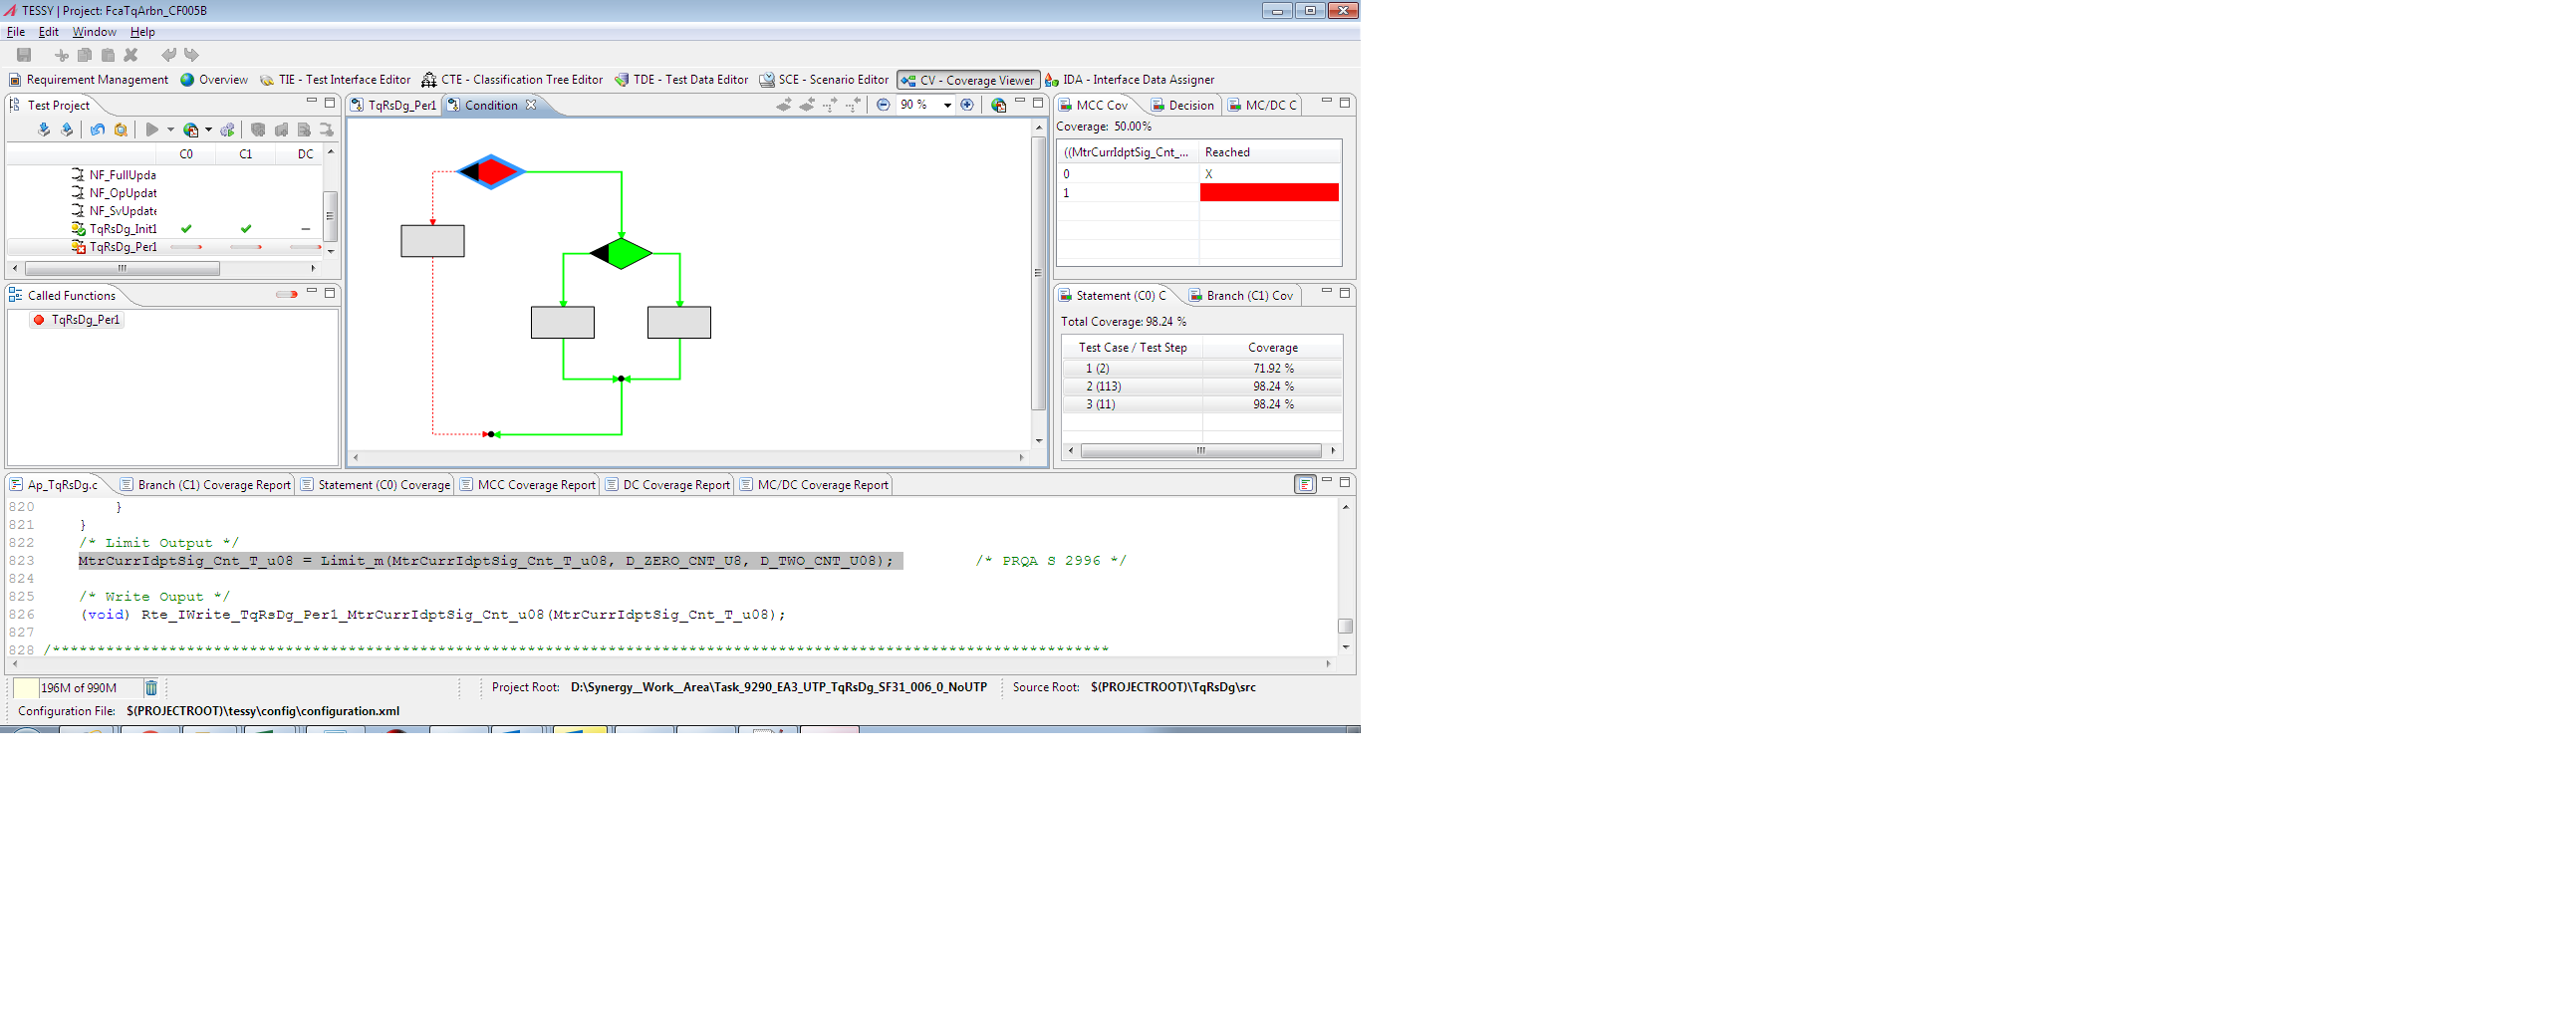 TESSY | Project: FcaTqArbn_CF005B
File Edit Window Help
Requirement Management Overview TIE - Test Interface Editor CTE - Classification Tree Editor TDE - Test Data Editor SCE - Scenario Editor CV - Coverage Viewer IDA - Interface Data Assigner
Test Project
C0 C1 DC
NF_FullUpda
NF_OpUpdat
NF_SvUpdate
TqRsDg_Init1
TqRsDg_Per1
Called Functions
TqRsDg_Per1
TqRsDg_Per1 Condition 90 %
MCC Cov Decision MC/DC C
Coverage: 50.00%
((MtrCurrIdptSig_Cnt_... Reached
0 X
1
Statement (C0) C Branch (C1) Cov
Total Coverage: 98.24 %
Test Case / Test Step Coverage
1 (2) 71.92 %
2 (113) 98.24 %
3 (11) 98.24 %
Ap_TqRsDg.c Branch (C1) Coverage Report Statement (C0) Coverage MCC Coverage Report DC Coverage Report MC/DC Coverage Report
820 }
821 }
822 /* Limit Output */
823 MtrCurrIdptSig_Cnt_T_u08 = Limit_m(MtrCurrIdptSig_Cnt_T_u08, D_ZERO_CNT_U8, D_TWO_CNT_U08); /* PRQA S 2996 */
824
825 /* Write Ouput */
826 (void) Rte_IWrite_TqRsDg_Per1_MtrCurrIdptSig_Cnt_u08(MtrCurrIdptSig_Cnt_T_u08);
827
828 /**********************************************************************************************************************
196M of 990M Project Root: D:\Synergy_Work_Area\Task_9290_EA3_UTP_TqRsDg_SF31_006_0_NoUTP Source Root: $(PROJECTROOT)\TqRsDg\src
Configuration File: $(PROJECTROOT)\tessy\config\configuration.xml